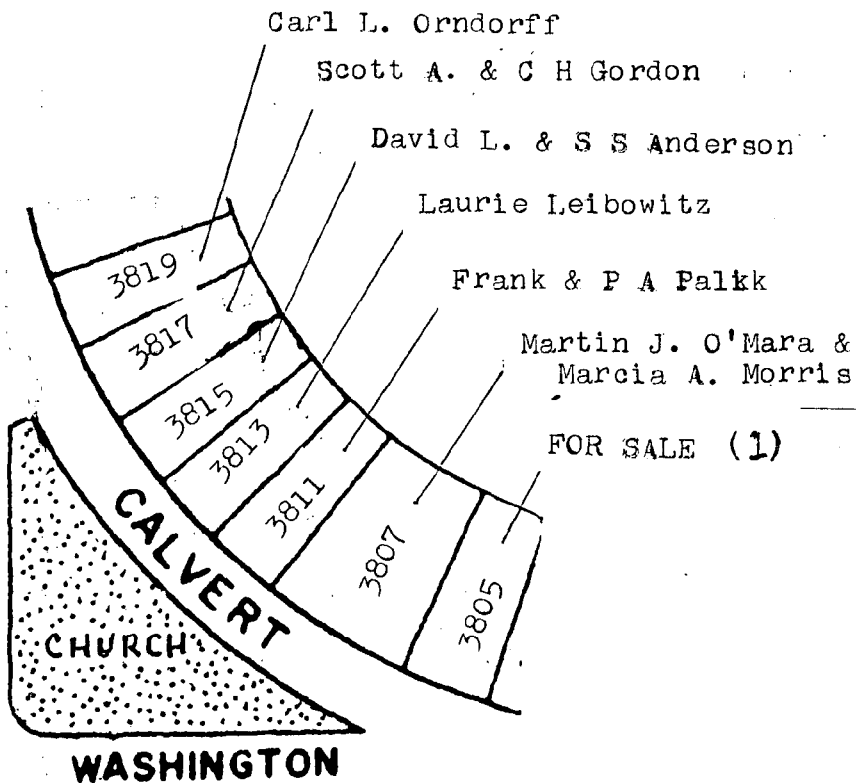 Carl L. Orndorff
Scott A. & C H Gordon
David L. & S S Anderson
Laurie Leibowitz
Frank & P A Palkk
Martin J. O'Mara &
Marcia A. Morris
FOR SALE (1)
3819
3817
3815
3813
3811
3807
3805
CALVERT
CHURCH
WASHINGTON